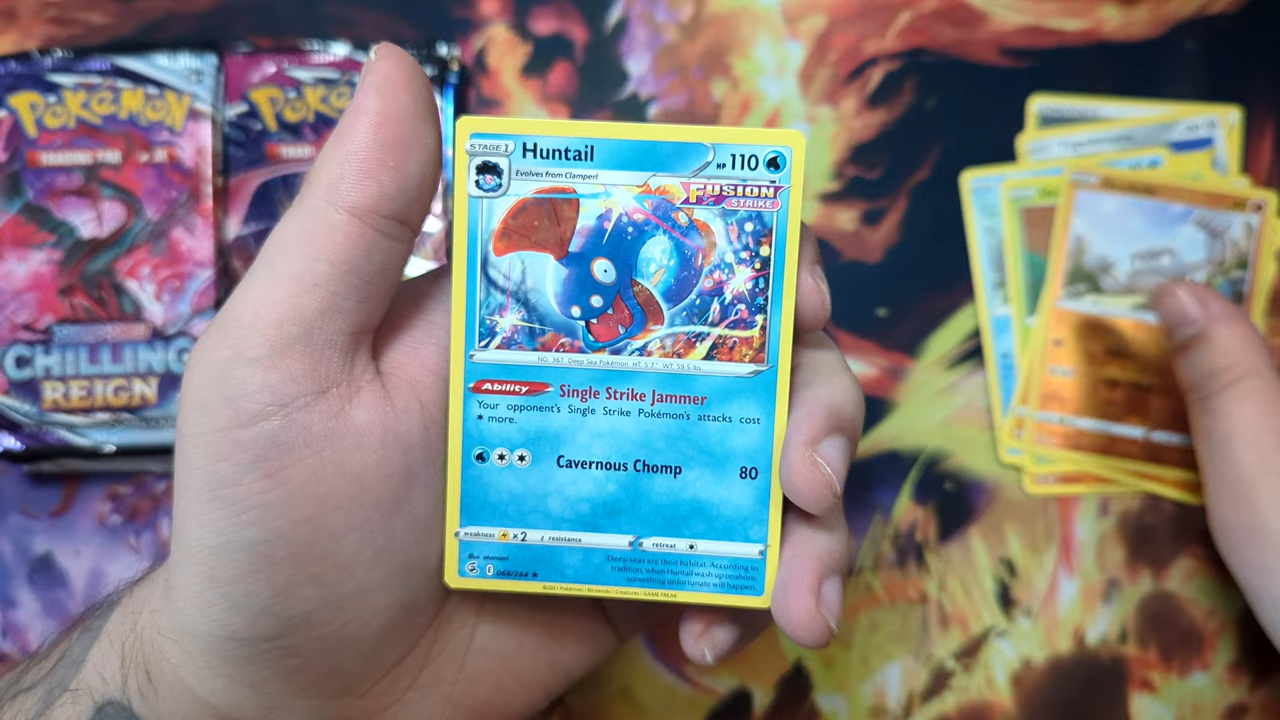 POKÉMON
CHILLING
REIGN
POKÉ
STAGE 1
Huntail
HP 110
Evolves from Clamperl
FUSION
STRIKE
NO. 367 Deep Sea Pokémon HT: 5'7" WT: 59.5 lbs.
Ability Single Strike Jammer
Your opponent's Single Strike Pokémon's attacks cost
more.
Cavernous Chomp 80
weakness ×2 resistance retreat
Illus. otumami
Deep seas are their habitat. According to
tradition, when Huntail wash up onshore,
something unfortunate will happen.
E 066/264 ★
©2021 Pokémon / Nintendo / Creatures / GAME FREAK